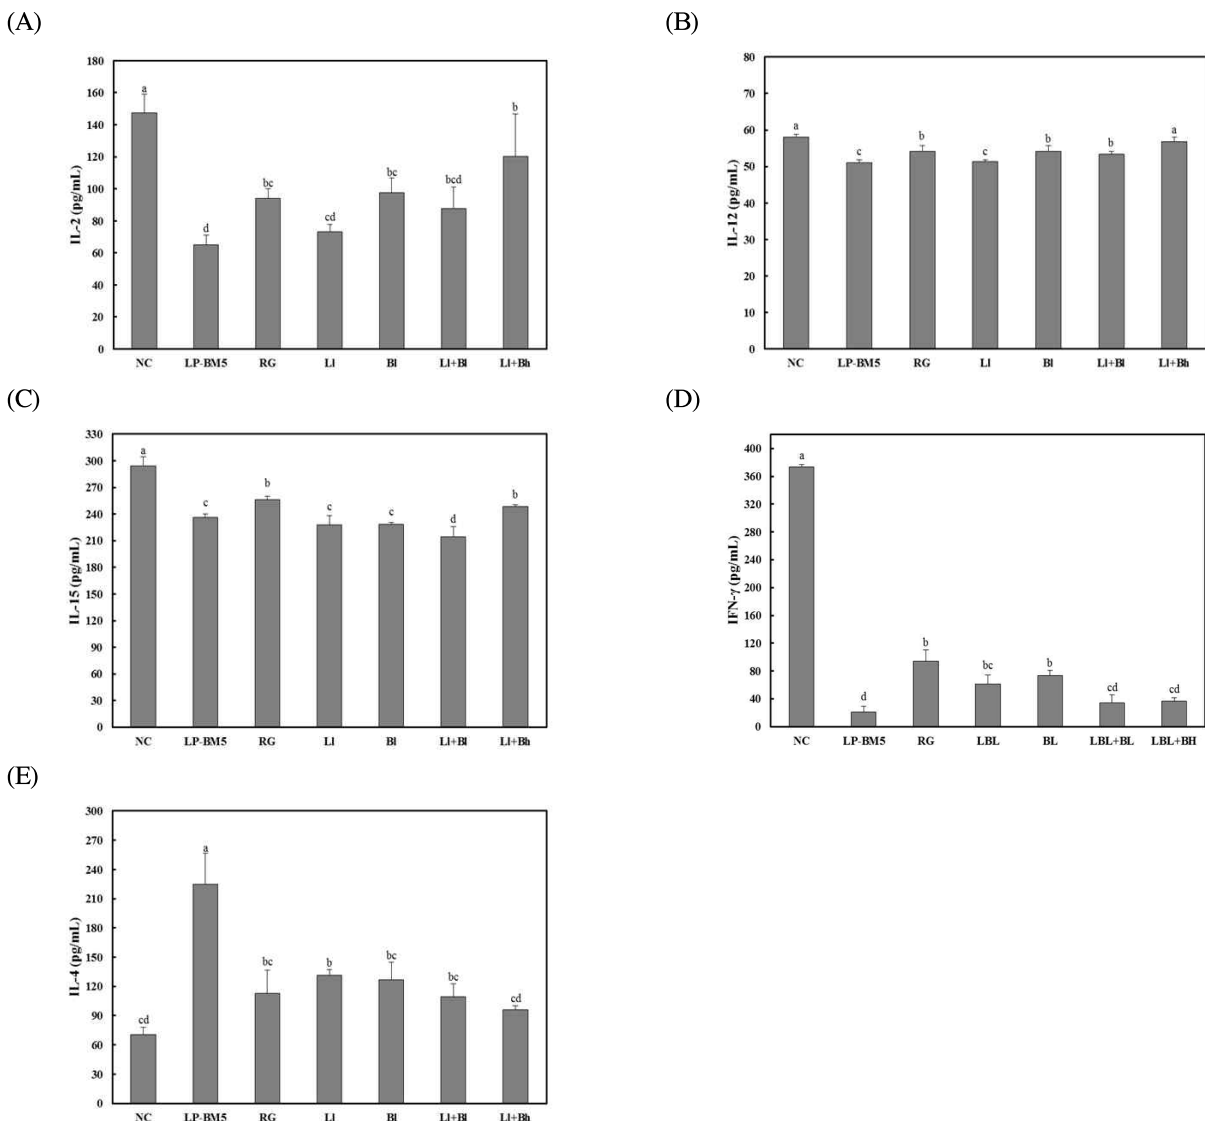 (A)
IL-2 (pg/mL)
180
160
140
120
100
80
60
40
20
0
a
d
bc
cd
bc
bcd
b
NC LP-BM5 RG Ll Bl Ll+Bl Ll+Bh
(B)
IL-12 (pg/mL)
80
70
60
50
40
30
20
10
0
a
c
b
c
b
b
a
NC LP-BM5 RG Ll Bl Ll+Bl Ll+Bh
(C)
IL-15 (pg/mL)
330
300
270
240
210
180
150
120
90
60
30
0
a
c
b
c
c
d
b
NC LP-BM5 RG Ll Bl Ll+Bl Ll+Bh
(D)
IFN-γ (pg/mL)
400
360
320
280
240
200
160
120
80
40
0
a
d
b
bc
b
cd
cd
NC LP-BM5 RG LBL BL LBL+BL LBL+BH
(E)
IL-4 (pg/mL)
300
270
240
210
180
150
120
90
60
30
0
cd
a
bc
b
bc
bc
cd
NC LP-BM5 RG Ll Bl Ll+Bl Ll+Bh